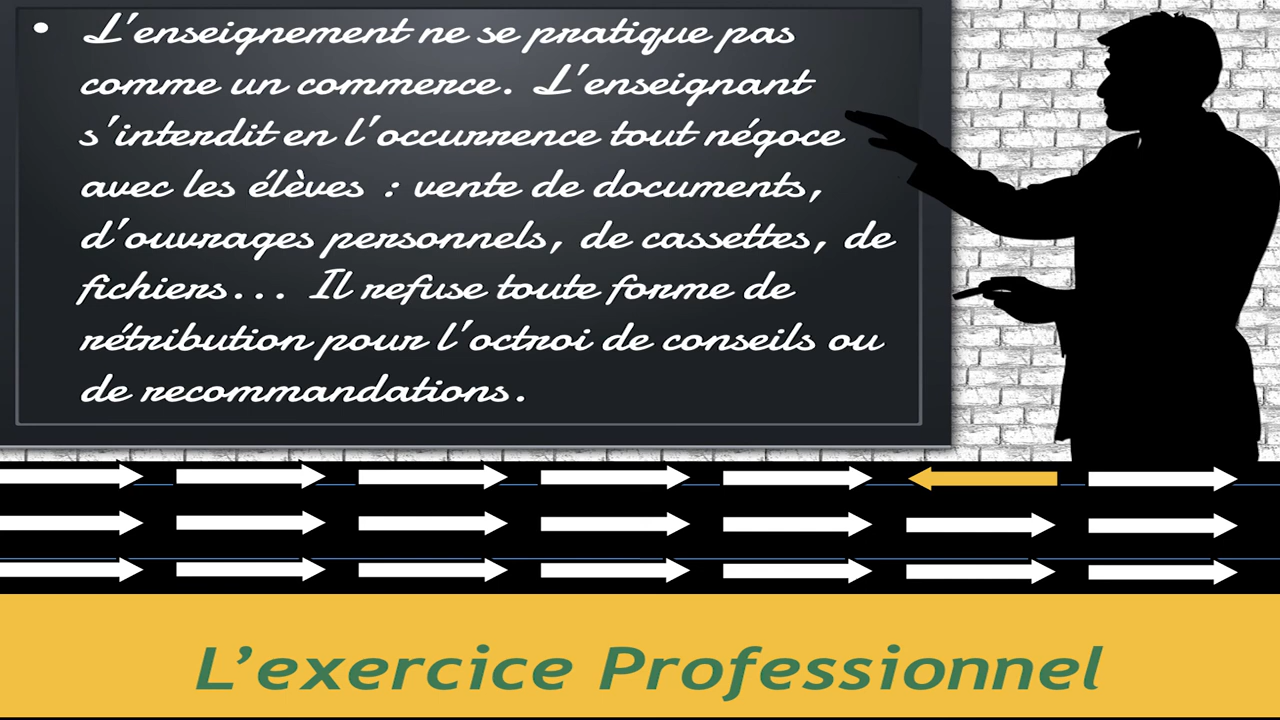 • L'enseignement ne se pratique pas
comme un commerce. L'enseignant
s'interdit en l'occurrence tout négoce
avec les élèves : vente de documents,
d'ouvrages personnels, de cassettes, de
fichiers... Il refuse toute forme de
rétribution pour l'octroi de conseils ou
de recommandations.
L'exercice Professionnel